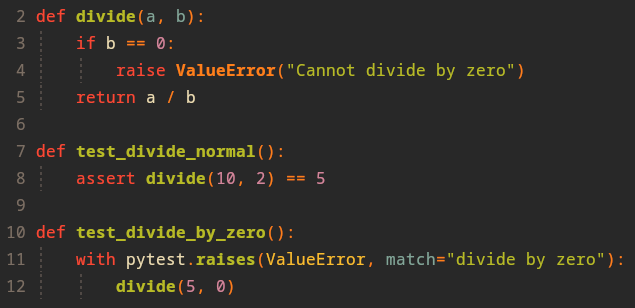 2 def divide(a, b):
3     if b == 0:
4         raise ValueError("Cannot divide by zero")
5     return a / b
6
7 def test_divide_normal():
8     assert divide(10, 2) == 5
9
10 def test_divide_by_zero():
11     with pytest.raises(ValueError, match="divide by zero"):
12         divide(5, 0)